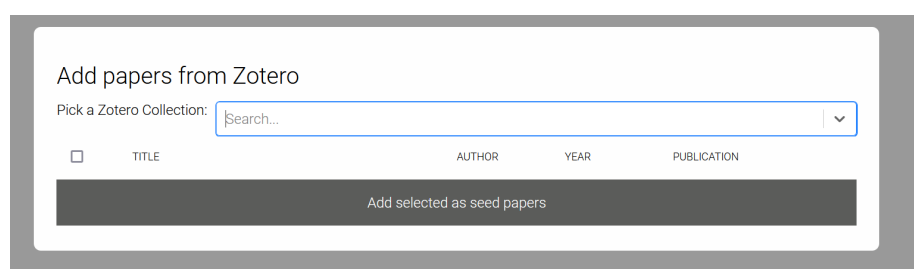 Add papers from Zotero
Pick a Zotero Collection: Search...
TITLE AUTHOR YEAR PUBLICATION
Add selected as seed papers